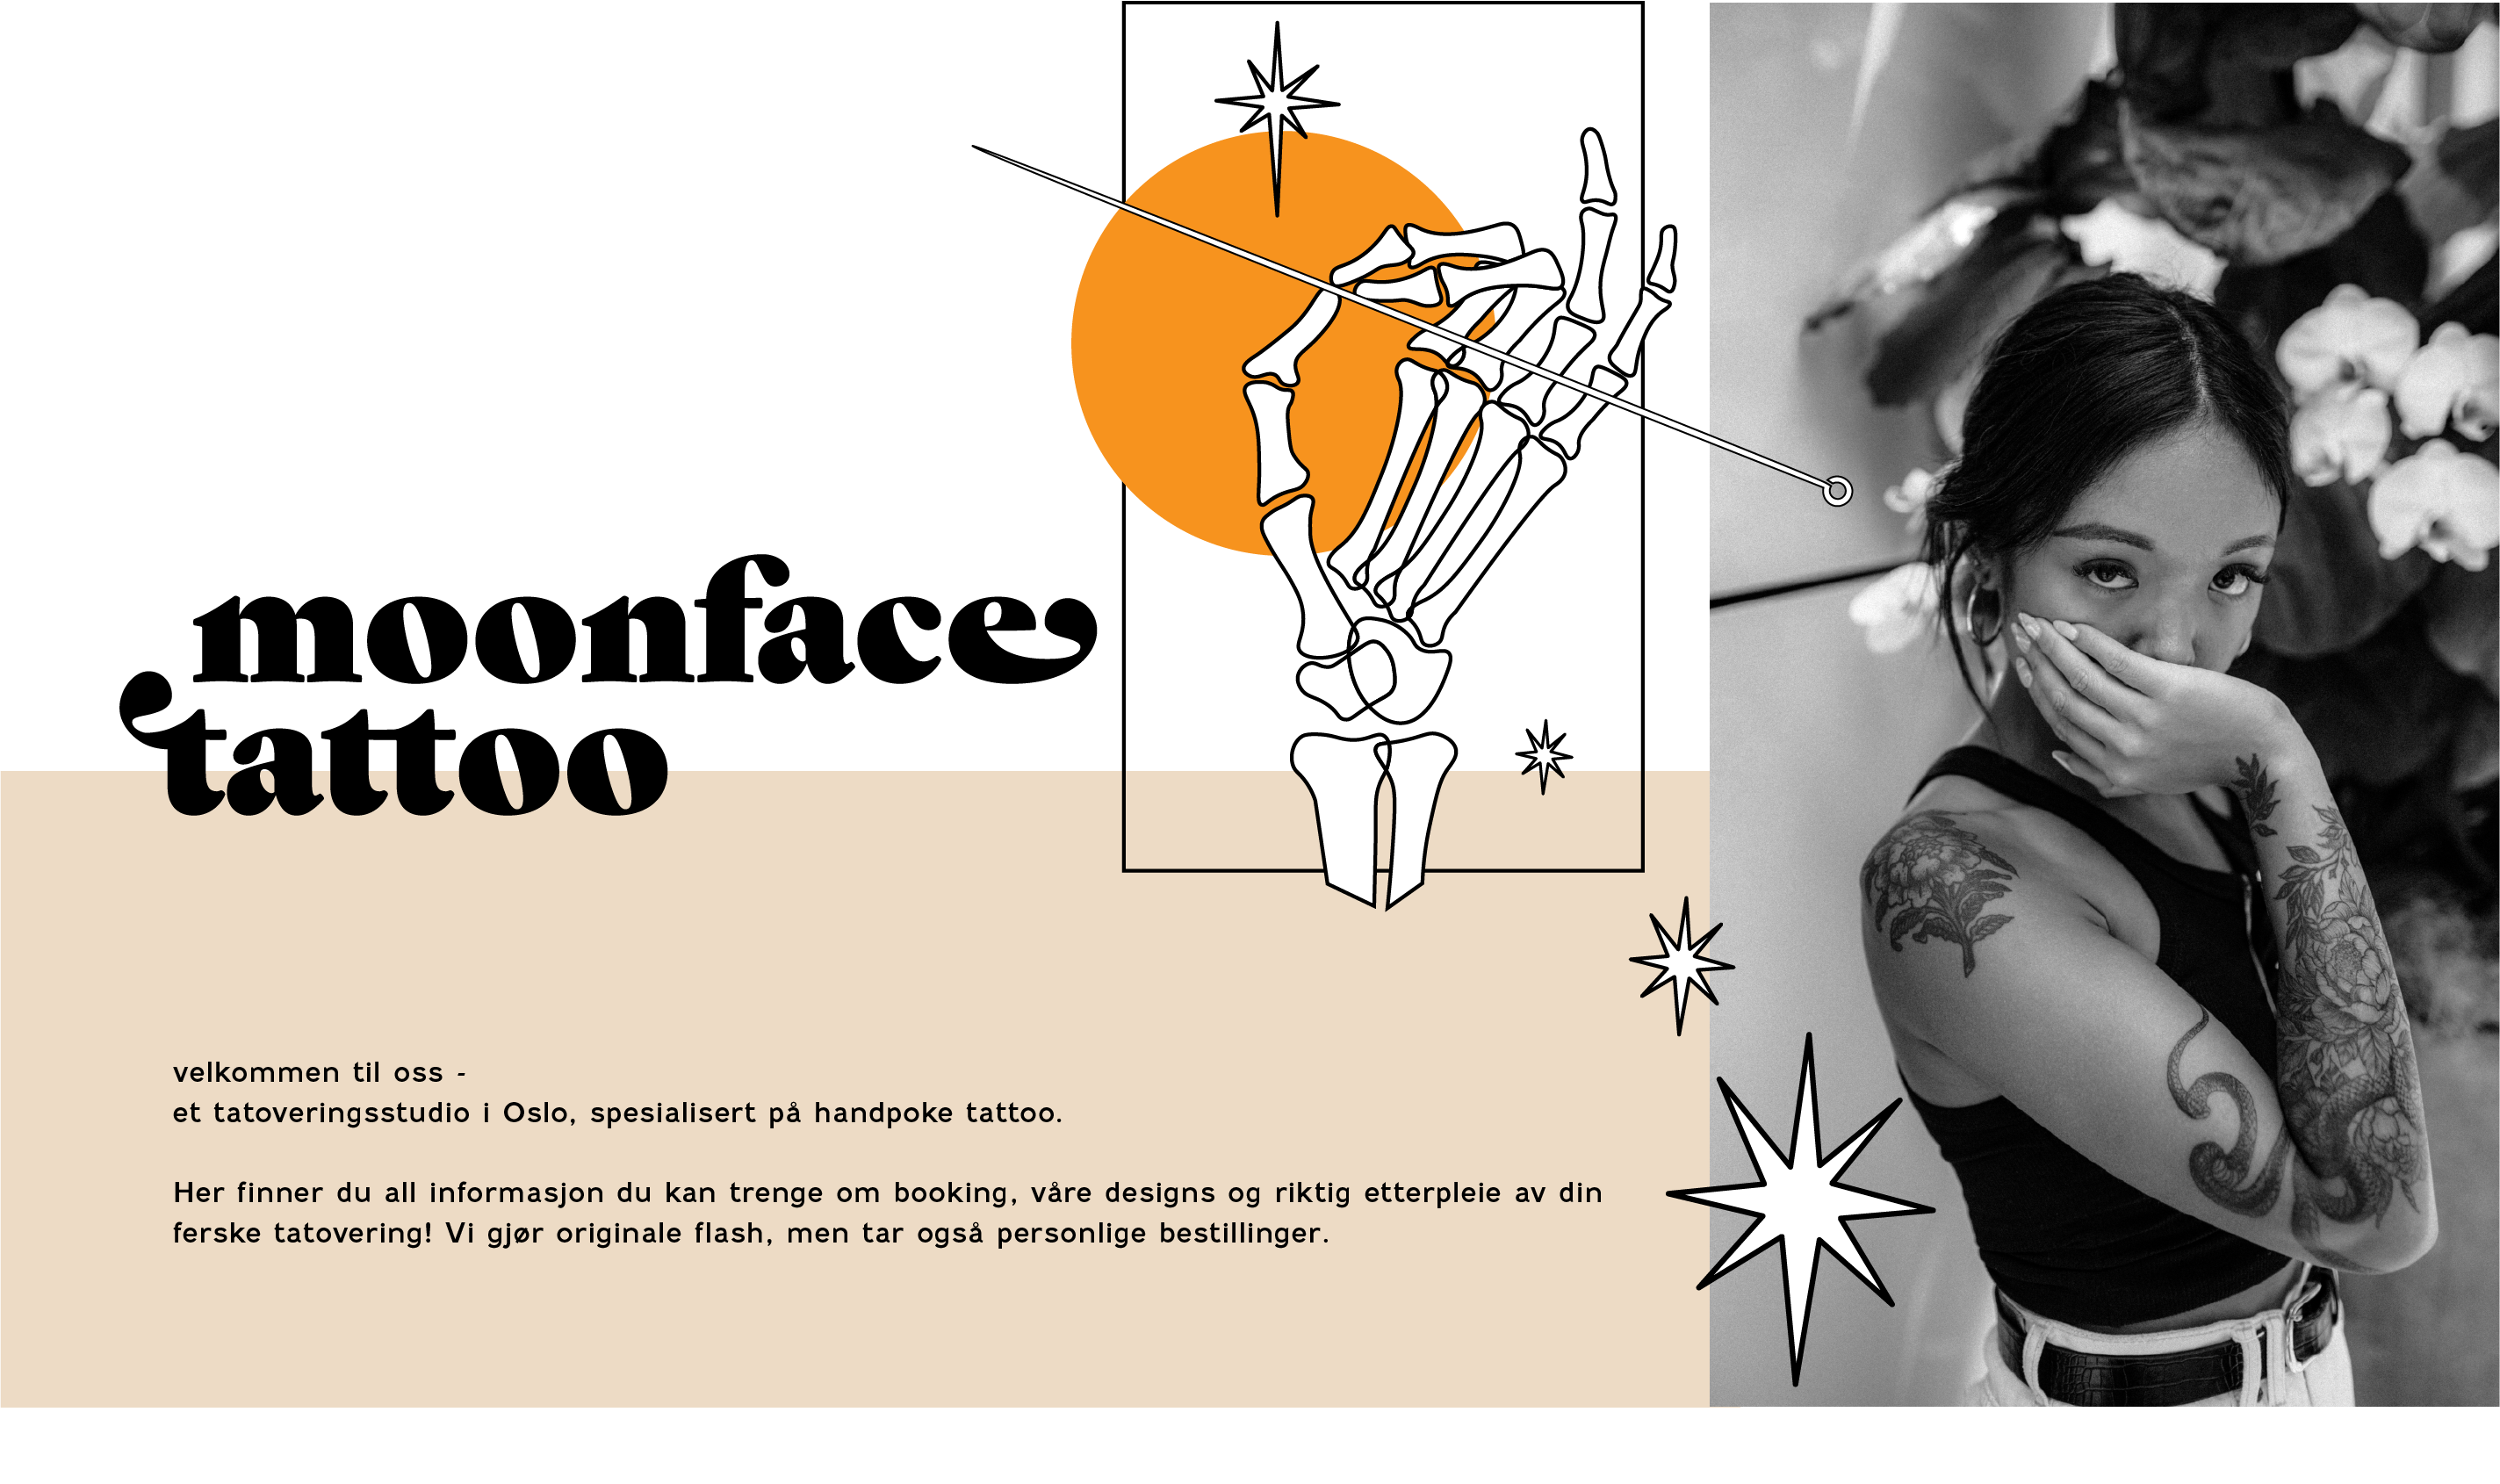 moonface
tattoo
velkommen til oss -
et tatoveringsstudio i Oslo, spesialisert på handpoke tattoo.
Her finner du all informasjon du kan trenge om booking, våre designs og riktig etterpleie av din
ferske tatovering! Vi gjør originale flash, men tar også personlige bestillinger.